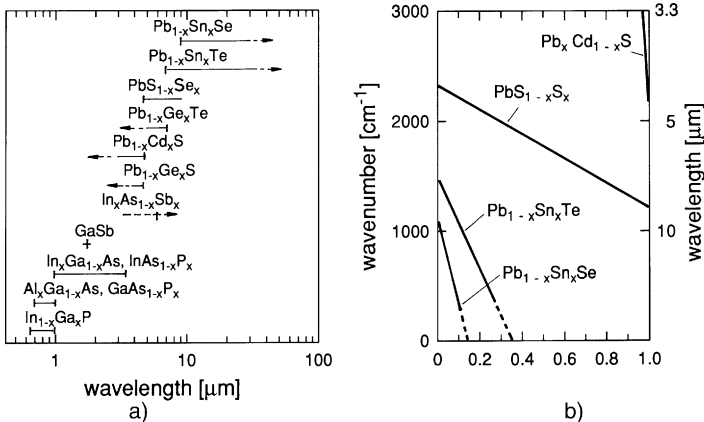 Pb1-xSnxSe
Pb1-xSnxTe
PbS1-xSex
Pb1-xGexTe
Pb1-xCdxS
Pb1-xGexS
InxAs1-xSbx
GaSb
InxGa1-xAs, InAs1-xPx
AlxGa1-xAs, GaAs1-xPx
In1-xGaxP
1
10
100
wavelength [μm]
a)
3000
2000
1000
0
wavenumber [cm-1]
PbxCd1-xS
PbS1-xSx
Pb1-xSnxTe
Pb1-xSnxSe
3.3
5
10
wavelength [μm]
0
0.2
0.4
0.6
0.8
1.0
b)